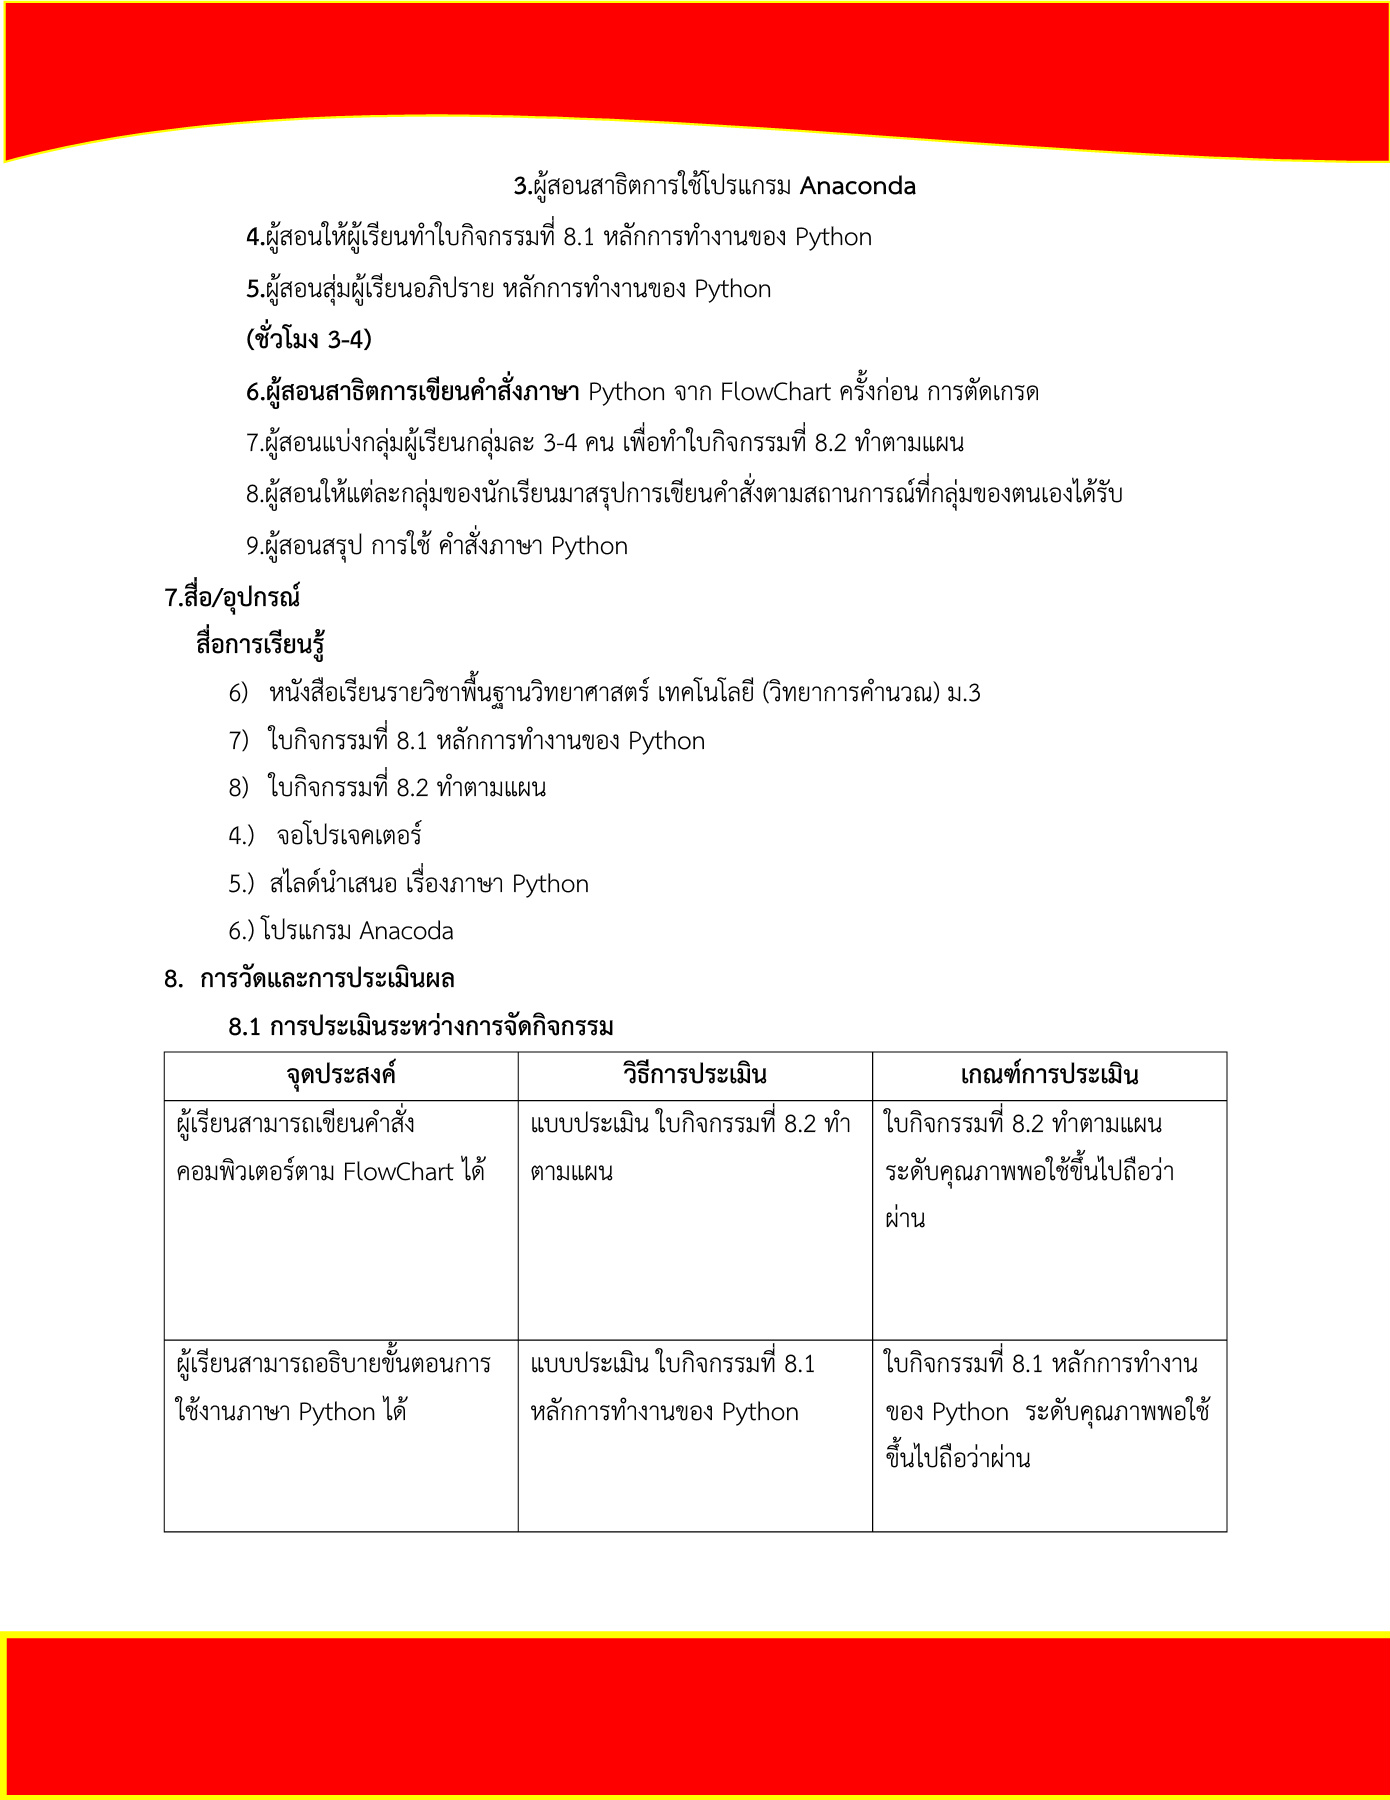 3.ผู้สอนสาธิตการใช้โปรแกรม Anaconda
4.ผู้สอนให้ผู้เรียนทำใบกิจกรรมที่ 8.1 หลักการทำงานของ Python
5.ผู้สอนสุ่มผู้เรียนอภิปราย หลักการทำงานของ Python
(ชั่วโมง 3-4)
6.ผู้สอนสาธิตการเขียนคำสั่งภาษา Python จาก FlowChart ครั้งก่อน การตัดเกรด
7.ผู้สอนแบ่งกลุ่มผู้เรียนกลุ่มละ 3-4 คน เพื่อทำใบกิจกรรมที่ 8.2 ทำตามแผน
8.ผู้สอนให้แต่ละกลุ่มของนักเรียนมาสรุปการเขียนคำสั่งตามสถานการณ์ที่กลุ่มของตนเองได้รับ
9.ผู้สอนสรุป การใช้ คำสั่งภาษา Python
7.สื่อ/อุปกรณ์
สื่อการเรียนรู้
6) หนังสือเรียนรายวิชาพื้นฐานวิทยาศาสตร์ เทคโนโลยี (วิทยาการคำนวณ) ม.3
7) ใบกิจกรรมที่ 8.1 หลักการทำงานของ Python
8) ใบกิจกรรมที่ 8.2 ทำตามแผน
4.) จอโปรเจคเตอร์
5.) สไลด์นำเสนอ เรื่องภาษา Python
6.) โปรแกรม Anacoda
8. การวัดและการประเมินผล
8.1 การประเมินระหว่างการจัดกิจกรรม
จุดประสงค์ วิธีการประเมิน เกณฑ์การประเมิน
ผู้เรียนสามารถเขียนคำสั่ง
คอมพิวเตอร์ตาม FlowChart ได้
แบบประเมิน ใบกิจกรรมที่ 8.2 ทำ
ตามแผน
ใบกิจกรรมที่ 8.2 ทำตามแผน
ระดับคุณภาพพอใช้ขึ้นไปถือว่า
ผ่าน
ผู้เรียนสามารถอธิบายขั้นตอนการ
ใช้งานภาษา Python ได้
แบบประเมิน ใบกิจกรรมที่ 8.1
หลักการทำงานของ Python
ใบกิจกรรมที่ 8.1 หลักการทำงาน
ของ Python ระดับคุณภาพพอใช้
ขึ้นไปถือว่าผ่าน